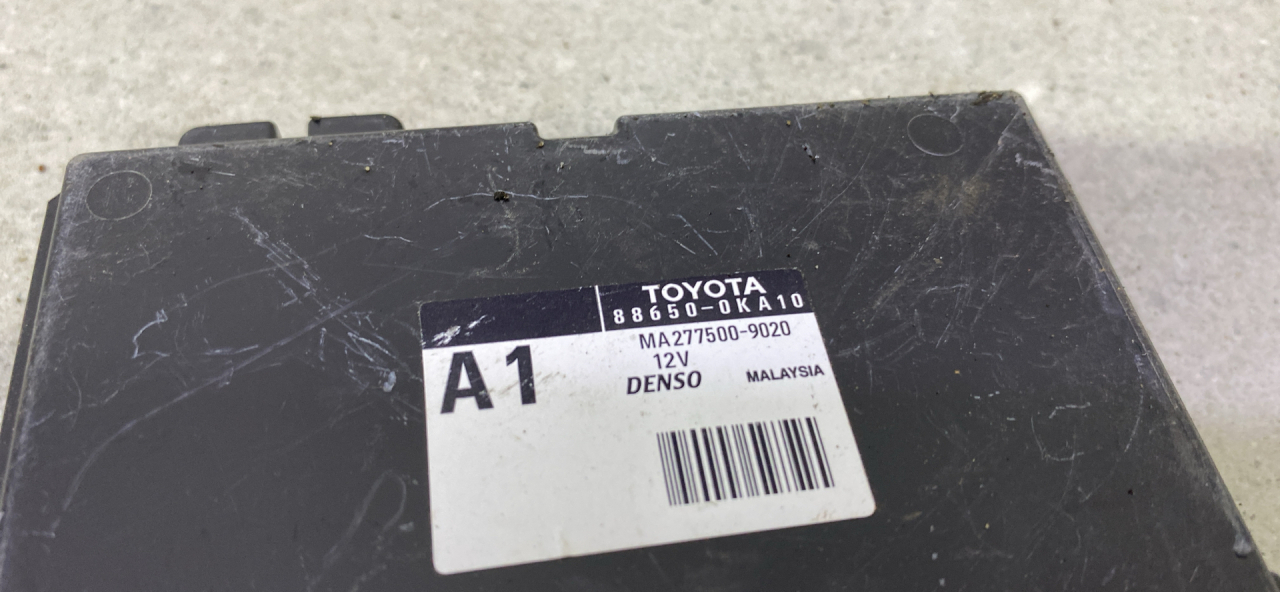 TOYOTA
88650-0KA10
MA277500-9020
12V
A1
DENSO MALAYSIA